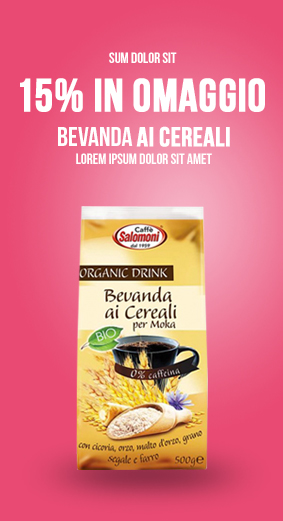 SUM DOLOR SIT
15% IN OMAGGIO
BEVANDA AI CEREALI
LOREM IPSUM DOLOR SIT AMET
Caffè
Salomoni
dal 1959
ORGANIC DRINK
Bevanda
ai Cereali
per Moka
BIO
0% caffeina
con cicoria, orzo, malto d'orzo, grano
segale e farro
500g e